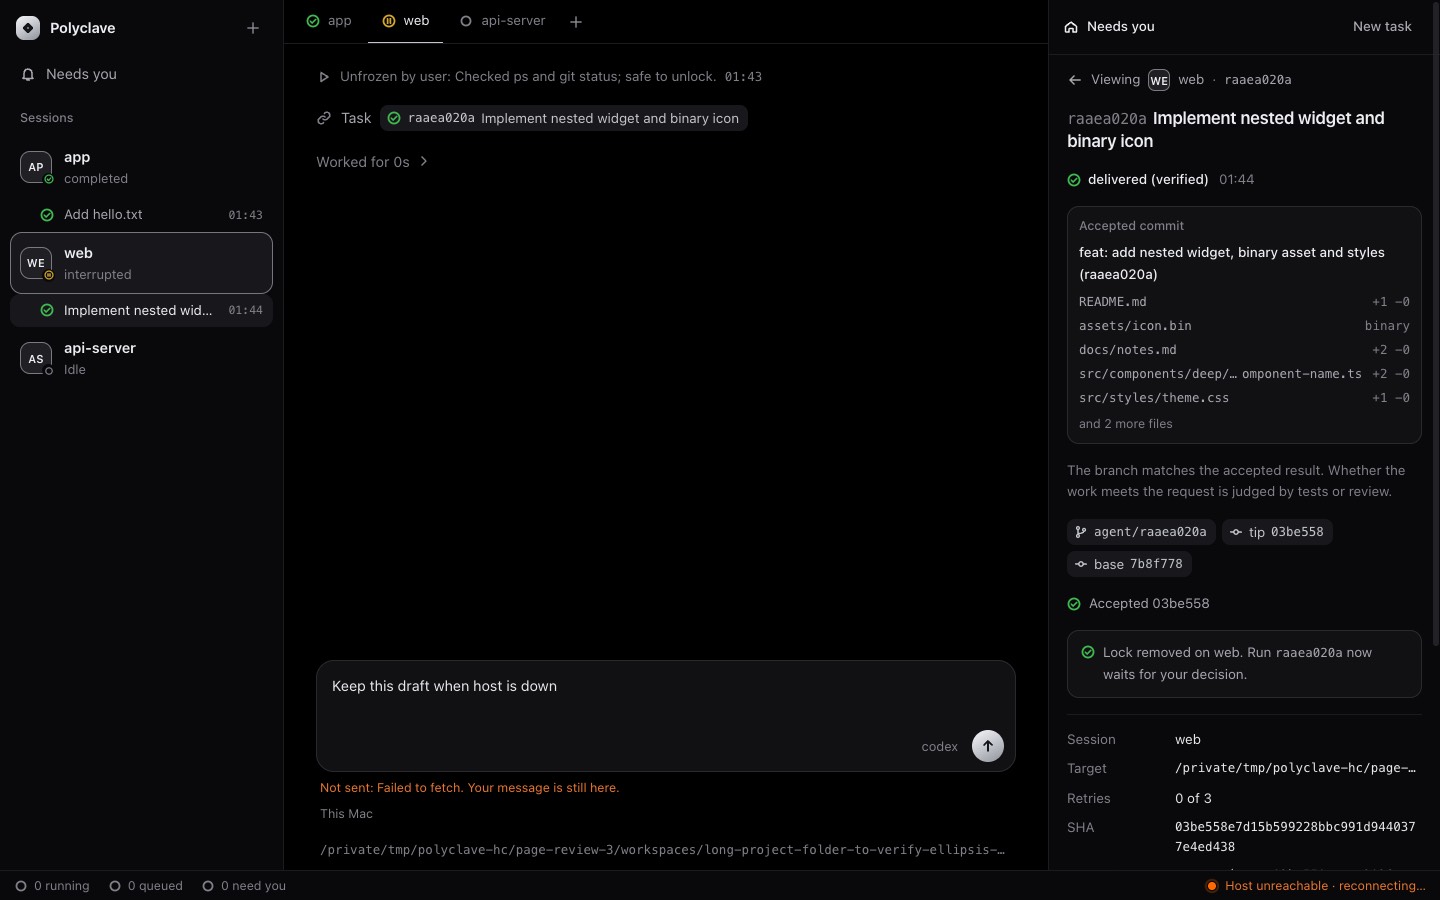 Polyclave
Needs you
Sessions
AP
app
completed
Add hello.txt 01:43
WE
web
interrupted
Implement nested wid... 01:44
AS
api-server
Idle
app
web
api-server
Unfrozen by user: Checked ps and git status; safe to unlock. 01:43
Task raaea020a Implement nested widget and binary icon
Worked for 0s
Keep this draft when host is down
codex
Not sent: Failed to fetch. Your message is still here.
This Mac
/private/tmp/polyclave-hc/page-review-3/workspaces/long-project-folder-to-verify-ellipsis-…
Needs you
New task
Viewing WE web · raaea020a
raaea020a Implement nested widget and
binary icon
delivered (verified) 01:44
Accepted commit
feat: add nested widget, binary asset and styles
(raaea020a)
README.md +1 −0
assets/icon.bin binary
docs/notes.md +2 −0
src/components/deep/… omponent-name.ts +2 −0
src/styles/theme.css +1 −0
and 2 more files
The branch matches the accepted result. Whether the
work meets the request is judged by tests or review.
agent/raaea020a
tip 03be558
base 7b8f778
Accepted 03be558
Lock removed on web. Run raaea020a now
waits for your decision.
Session web
Target /private/tmp/polyclave-hc/page-…
Retries 0 of 3
SHA 03be558e7d15b599228bbc991d944037
7e4ed438
0 running
0 queued
0 need you
Host unreachable · reconnecting...